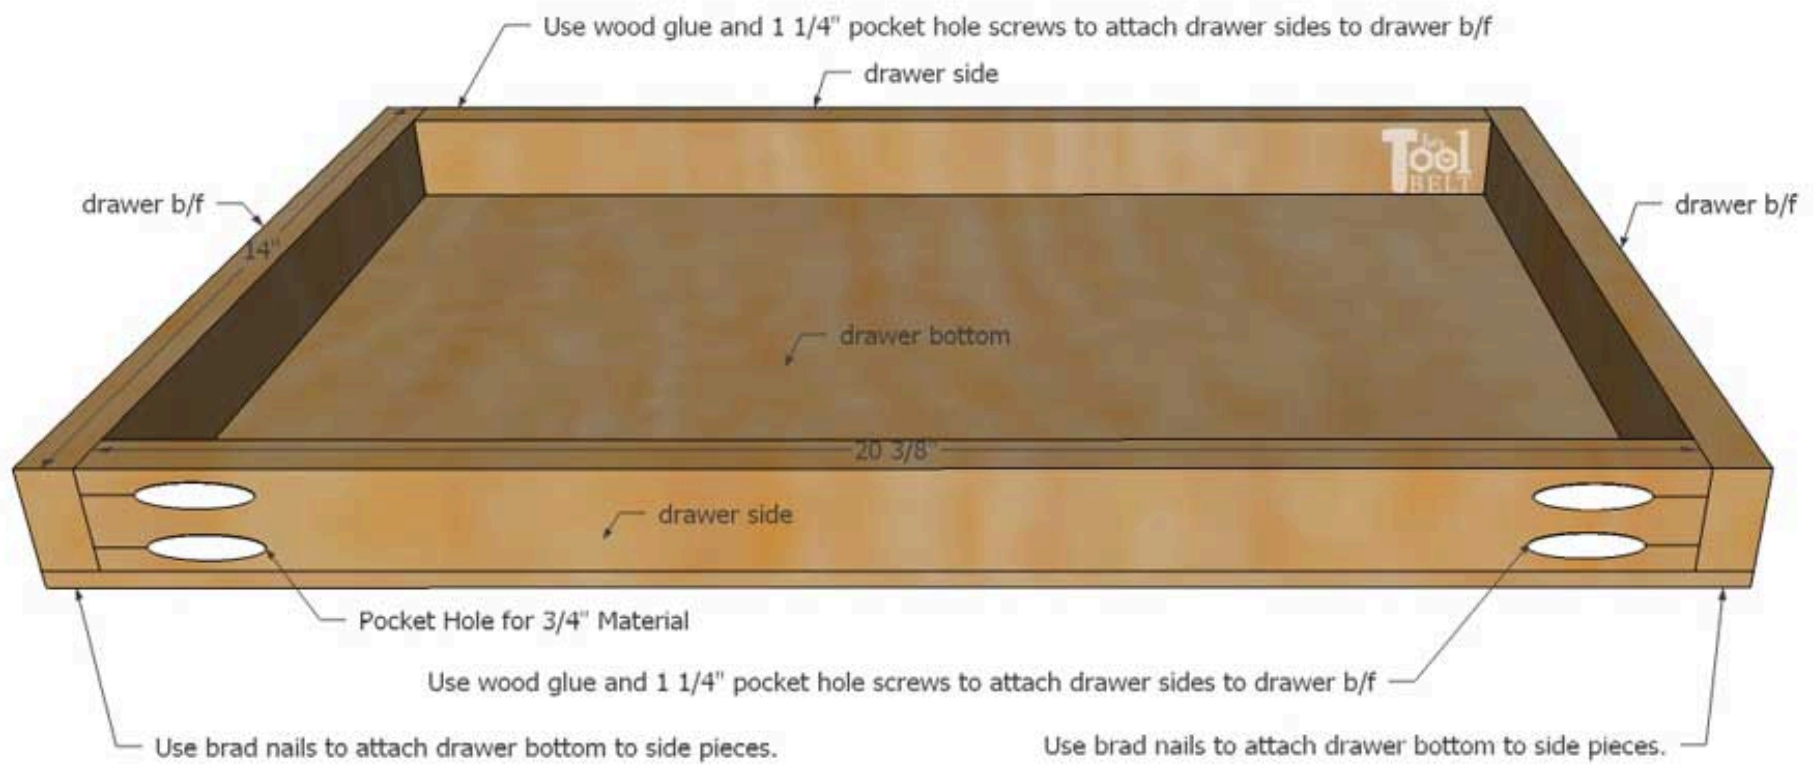 Use wood glue and 1 1/4" pocket hole screws to attach drawer sides to drawer b/f
drawer side
by
Tool
BELT
drawer b/f
drawer b/f
14"
drawer bottom
20 3/8"
drawer side
Pocket Hole for 3/4" Material
Use wood glue and 1 1/4" pocket hole screws to attach drawer sides to drawer b/f
Use brad nails to attach drawer bottom to side pieces.
Use brad nails to attach drawer bottom to side pieces.